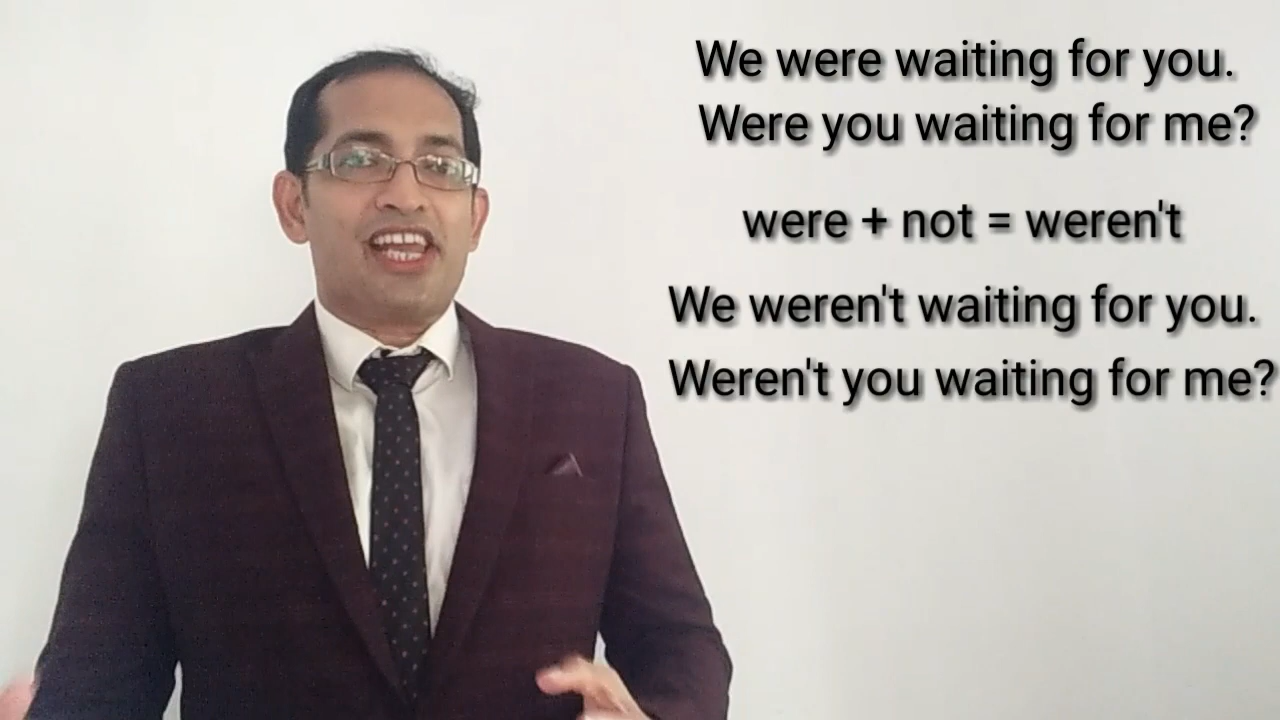 We were waiting for you.
Were you waiting for me?
were + not = weren't
We weren't waiting for you.
Weren't you waiting for me?